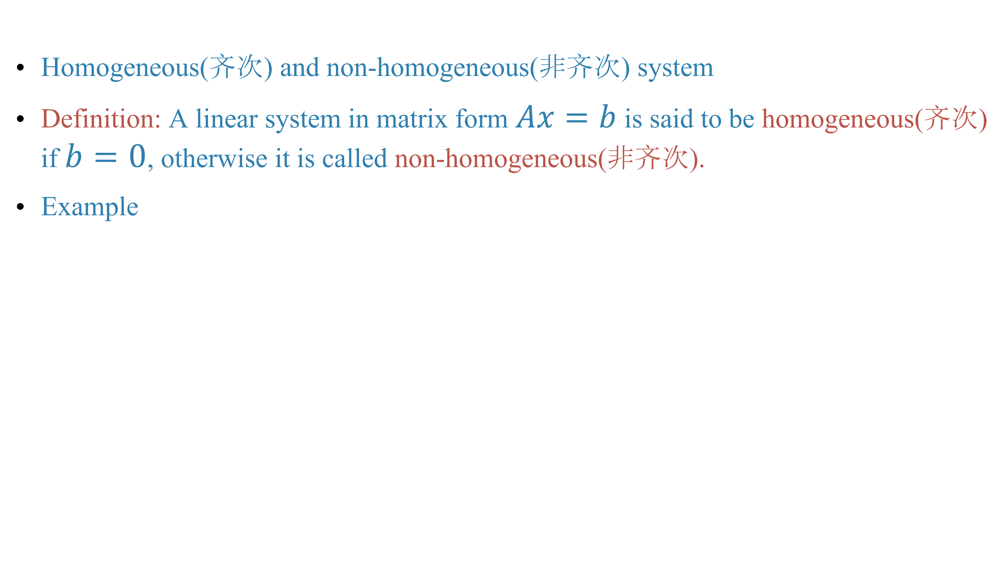 • Homogeneous(齐次) and non-homogeneous(非齐次) system
• Definition: A linear system in matrix form Ax = b is said to be homogeneous(齐次)
if b = 0, otherwise it is called non-homogeneous(非齐次).
• Example